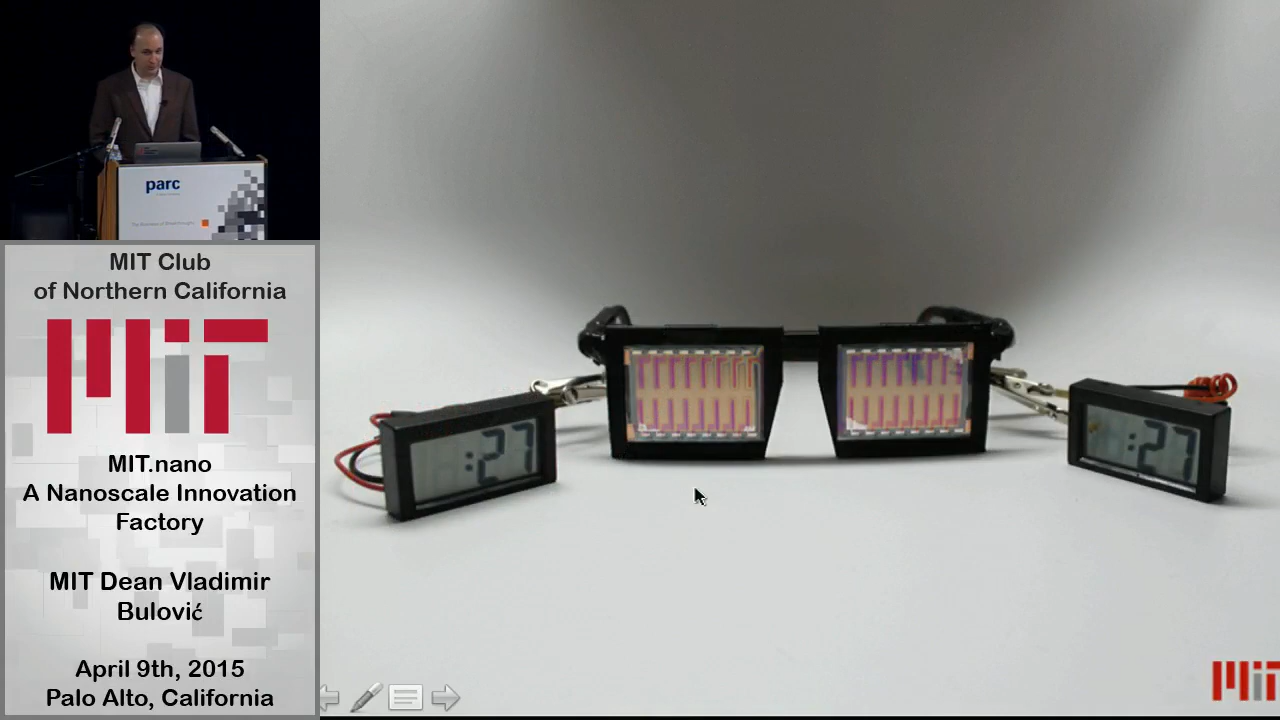 parc
MIT Club
of Northern California
MIT
MIT.nano
A Nanoscale Innovation
Factory
MIT Dean Vladimir
Bulović
April 9th, 2015
Palo Alto, California
:27
:27
MIT